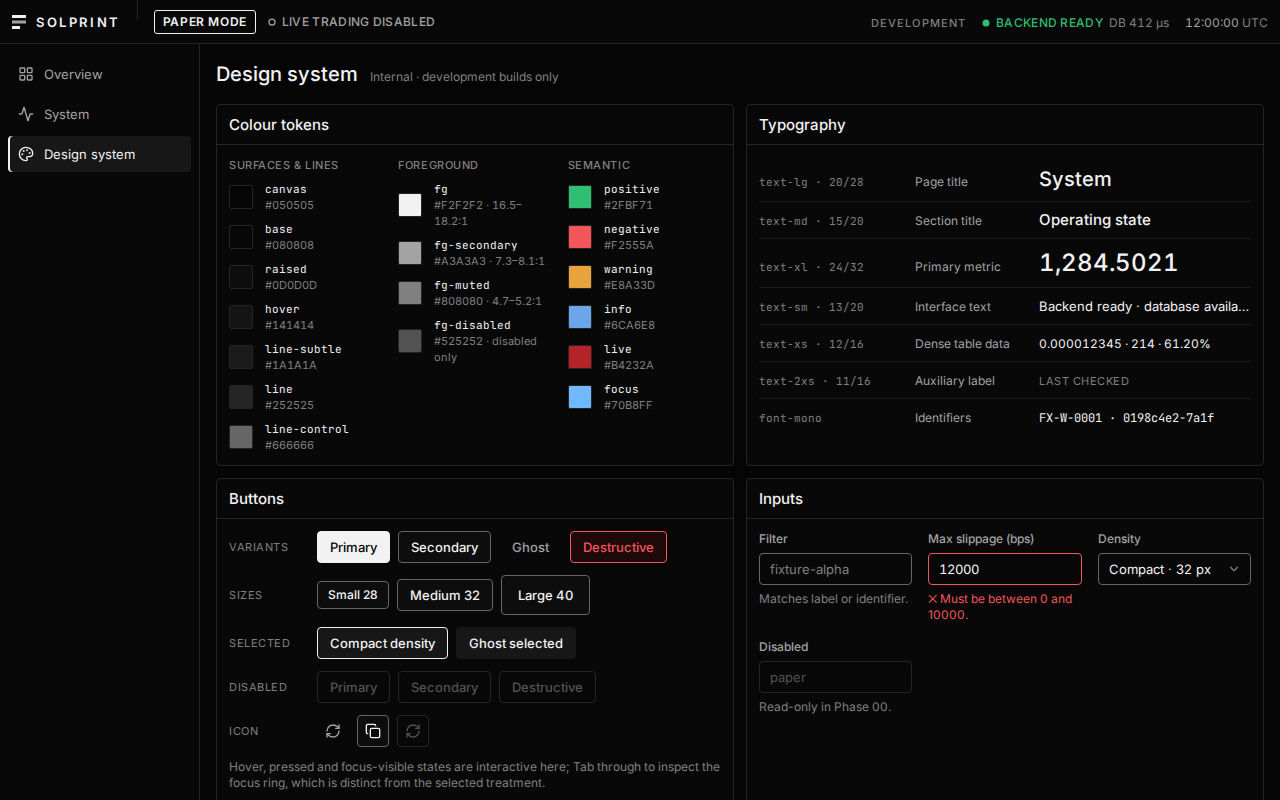 SOLPRINT
PAPER MODE
LIVE TRADING DISABLED
DEVELOPMENT
BACKEND READY DB 412 µs
12:00:00 UTC
Overview
System
Design system
Design system
Internal · development builds only
Colour tokens
SURFACES & LINES
canvas
#050505
base
#080808
raised
#0D0D0D
hover
#141414
line-subtle
#1A1A1A
line
#252525
line-control
#666666
FOREGROUND
fg
#F2F2F2 · 16.5–
18.2:1
fg-secondary
#A3A3A3 · 7.3–8.1:1
fg-muted
#808080 · 4.7–5.2:1
fg-disabled
#525252 · disabled
only
SEMANTIC
positive
#2FBF71
negative
#F2555A
warning
#E8A33D
info
#6CA6E8
live
#B4232A
focus
#70B8FF
Typography
text-lg · 20/28 Page title System
text-md · 15/20 Section title Operating state
text-xl · 24/32 Primary metric 1,284.5021
text-sm · 13/20 Interface text Backend ready · database availa...
text-xs · 12/16 Dense table data 0.000012345 · 214 · 61.20%
text-2xs · 11/16 Auxiliary label LAST CHECKED
font-mono Identifiers FX-W-0001 · 0198c4e2-7a1f
Buttons
VARIANTS Primary Secondary Ghost Destructive
SIZES Small 28 Medium 32 Large 40
SELECTED Compact density Ghost selected
DISABLED Primary Secondary Destructive
ICON
Hover, pressed and focus-visible states are interactive here; Tab through to inspect the
focus ring, which is distinct from the selected treatment.
Inputs
Filter
fixture-alpha
Matches label or identifier.
Max slippage (bps)
12000
Must be between 0 and
10000.
Density
Compact · 32 px
Disabled
paper
Read-only in Phase 00.